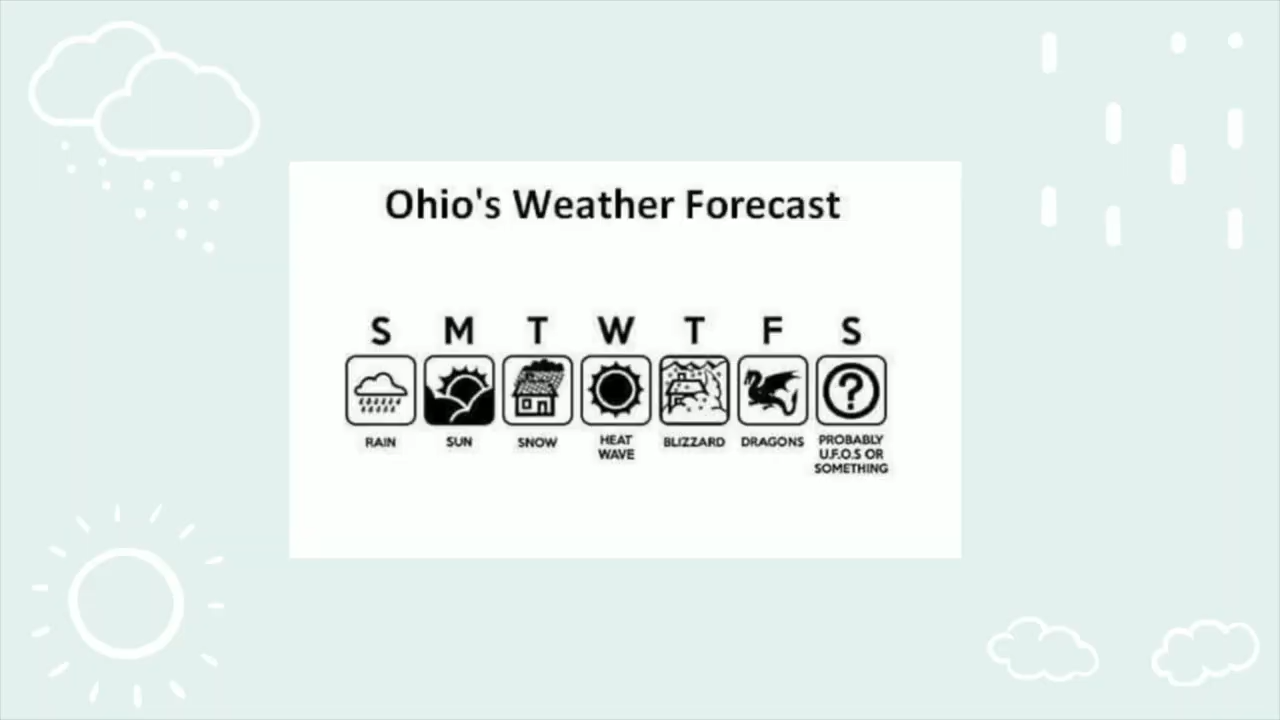 Ohio's Weather Forecast
S M T W T F S
RAIN SUN SNOW HEAT WAVE BLIZZARD DRAGONS PROBABLY U.F.O.S OR SOMETHING